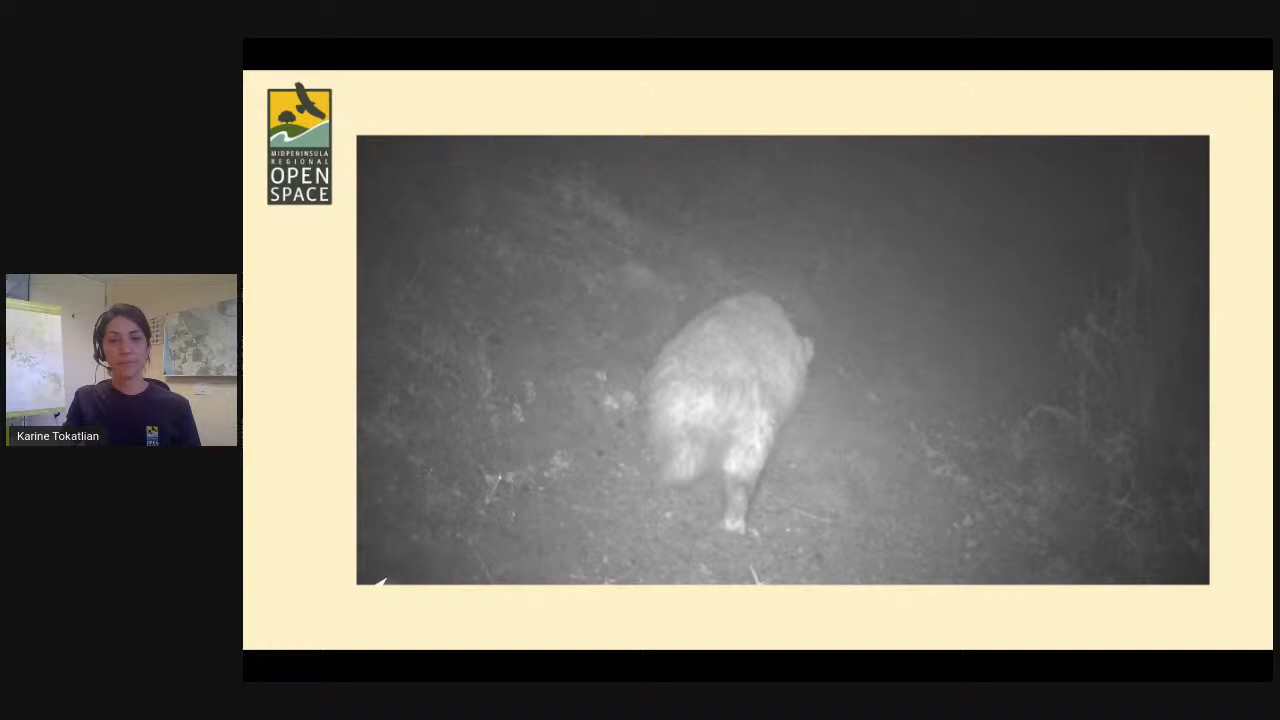 MIDPENINSULA
REGIONAL
OPEN
SPACE
Karine Tokatlian